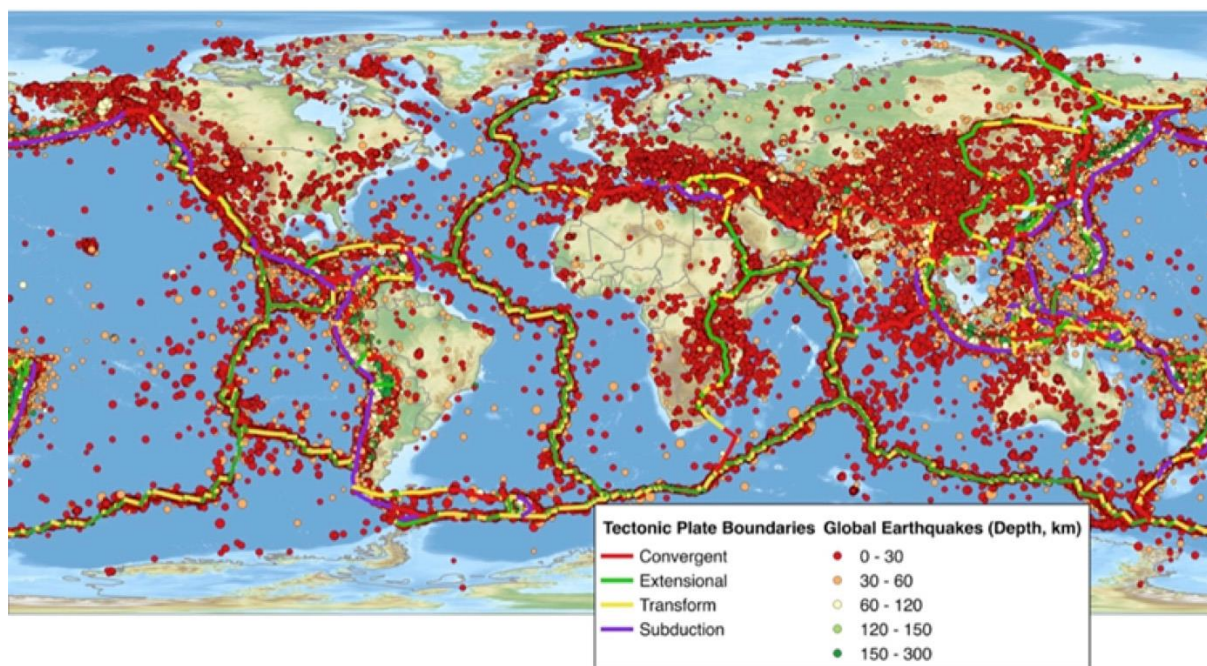 Tectonic Plate Boundaries Global Earthquakes (Depth, km)
Convergent 0 - 30
Extensional 30 - 60
Transform 60 - 120
Subduction 120 - 150
150 - 300